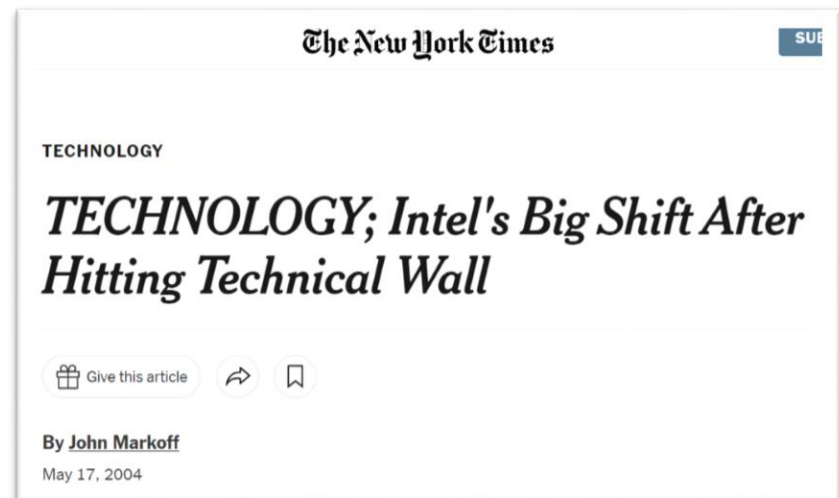 The New York Times
SUB
TECHNOLOGY
TECHNOLOGY; Intel's Big Shift After
Hitting Technical Wall
Give this article
By John Markoff
May 17, 2004